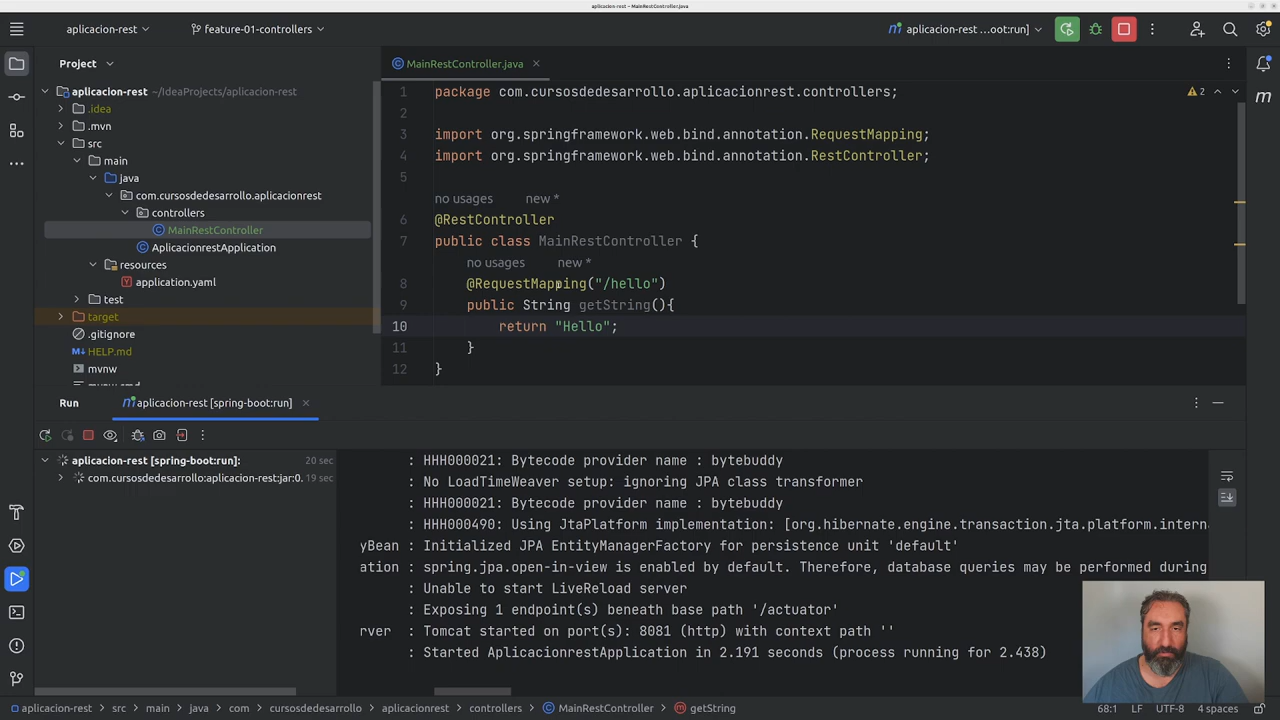 aplicacion-rest – MainRestController.java
aplicacion-rest
feature-01-controllers
aplicacion-rest ...oot:run]
Project
MainRestController.java
aplicacion-rest ~/IdeaProjects/aplicacion-rest
.idea
.mvn
src
main
java
com.cursosdedesarrollo.aplicacionrest
controllers
MainRestController
AplicacionrestApplication
resources
application.yaml
test
target
.gitignore
HELP.md
mvnw
mvnw.cmd
1 package com.cursosdedesarrollo.aplicacionrest.controllers;
2
2
3 import org.springframework.web.bind.annotation.RequestMapping;
4 import org.springframework.web.bind.annotation.RestController;
5
no usages new *
6 @RestController
7 public class MainRestController {
no usages new *
8 @RequestMapping("/hello")
9 public String getString(){
10 return "Hello";
11 }
12 }
Run
aplicacion-rest [spring-boot:run]
aplicacion-rest [spring-boot:run]: 20 sec
com.cursosdedesarrollo:aplicacion-rest:jar:0. 19 sec
: HHH000021: Bytecode provider name : bytebuddy
: No LoadTimeWeaver setup: ignoring JPA class transformer
: HHH000021: Bytecode provider name : bytebuddy
: HHH000490: Using JtaPlatform implementation: [org.hibernate.engine.transaction.jta.platform.intern
yBean : Initialized JPA EntityManagerFactory for persistence unit 'default'
ation : spring.jpa.open-in-view is enabled by default. Therefore, database queries may be performed during
: Unable to start LiveReload server
: Exposing 1 endpoint(s) beneath base path '/actuator'
rver : Tomcat started on port(s): 8081 (http) with context path ''
: Started AplicacionrestApplication in 2.191 seconds (process running for 2.438)
aplicacion-rest > src > main > java > com > cursosdedesarrollo > aplicacionrest > controllers > MainRestController > getString
68:1 LF UTF-8 4 spaces